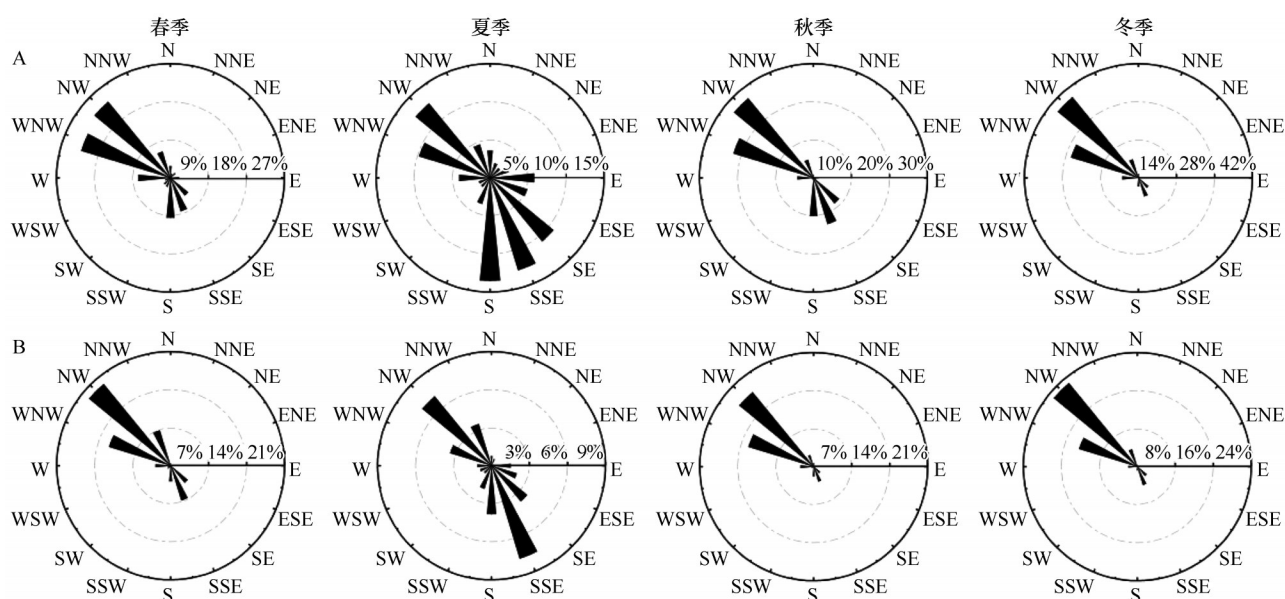 春季 夏季 秋季 冬季
A
N NNE NE ENE E ESE SE SSE S SSW SW WSW W WNW NW NNW
9% 18% 27%
N NNE NE ENE E ESE SE SSE S SSW SW WSW W WNW NW NNW
5% 10% 15%
N NNE NE ENE E ESE SE SSE S SSW SW WSW W WNW NW NNW
10% 20% 30%
N NNE NE ENE E ESE SE SSE S SSW SW WSW W WNW NW NNW
14% 28% 42%
B
N NNE NE ENE E ESE SE SSE S SSW SW WSW W WNW NW NNW
7% 14% 21%
N NNE NE ENE E ESE SE SSE S SSW SW WSW W WNW NW NNW
3% 6% 9%
N NNE NE ENE E ESE SE SSE S SSW SW WSW W WNW NW NNW
7% 14% 21%
N NNE NE ENE E ESE SE SSE S SSW SW WSW W WNW NW NNW
8% 16% 24%